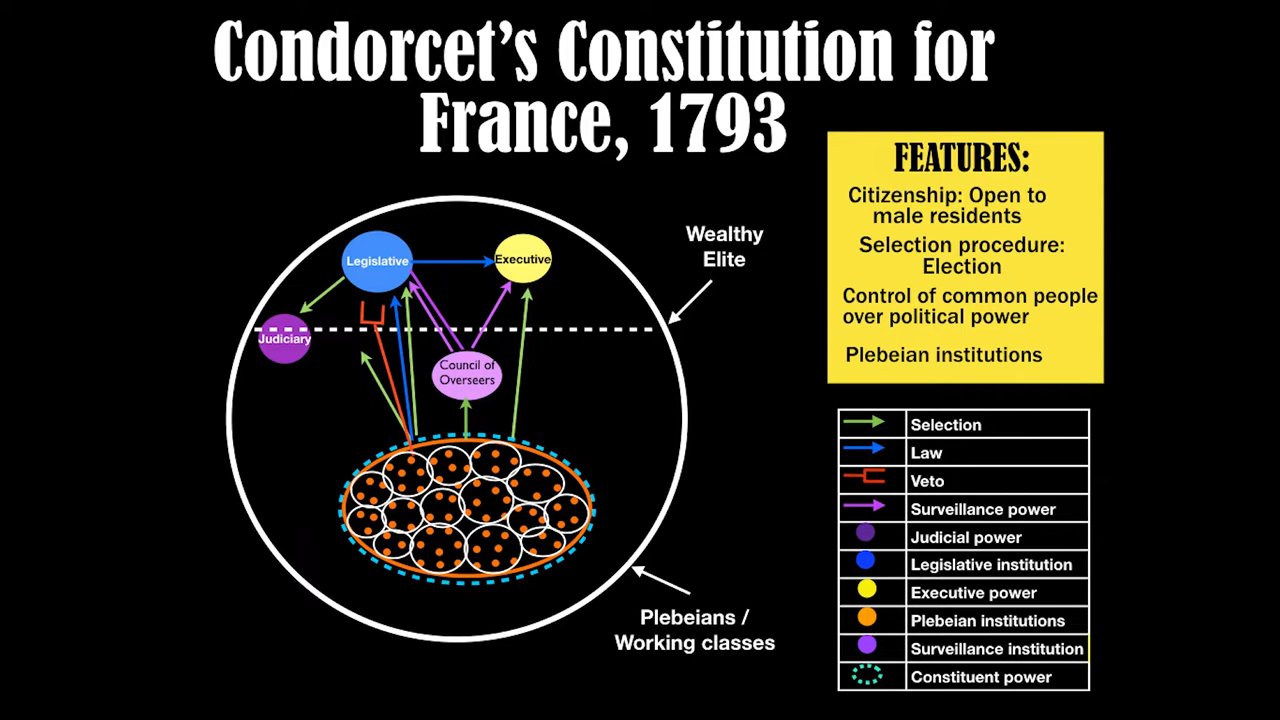 Condorcet's Constitution for
France, 1793
FEATURES:
Citizenship: Open to
male residents
Selection procedure:
Election
Control of common people
over political power
Plebeian institutions
Wealthy
Elite
Legislative
Executive
Judiciary
Council of
Overseers
Plebeians /
Working classes
Selection
Law
Veto
Surveillance power
Judicial power
Legislative institution
Executive power
Plebeian institutions
Surveillance institution
Constituent power